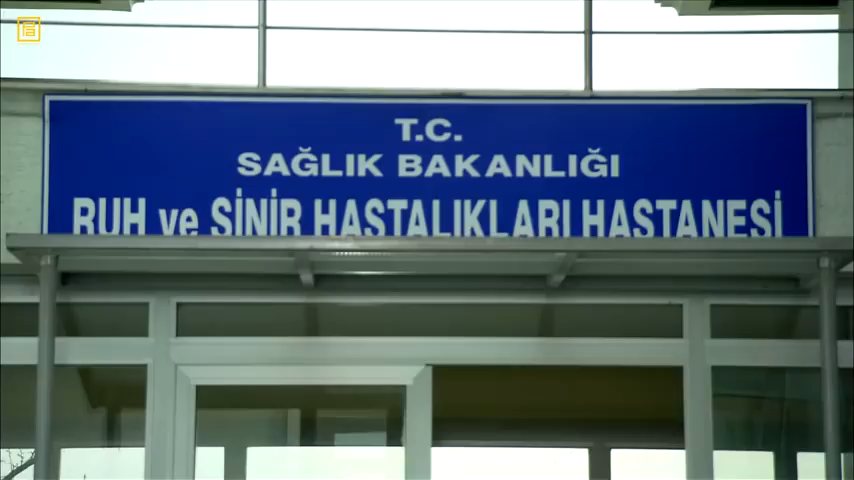 T.C.
SAĞLIK BAKANLIĞI
RUH ve SİNİR HASTALIKLARI HASTANESİ